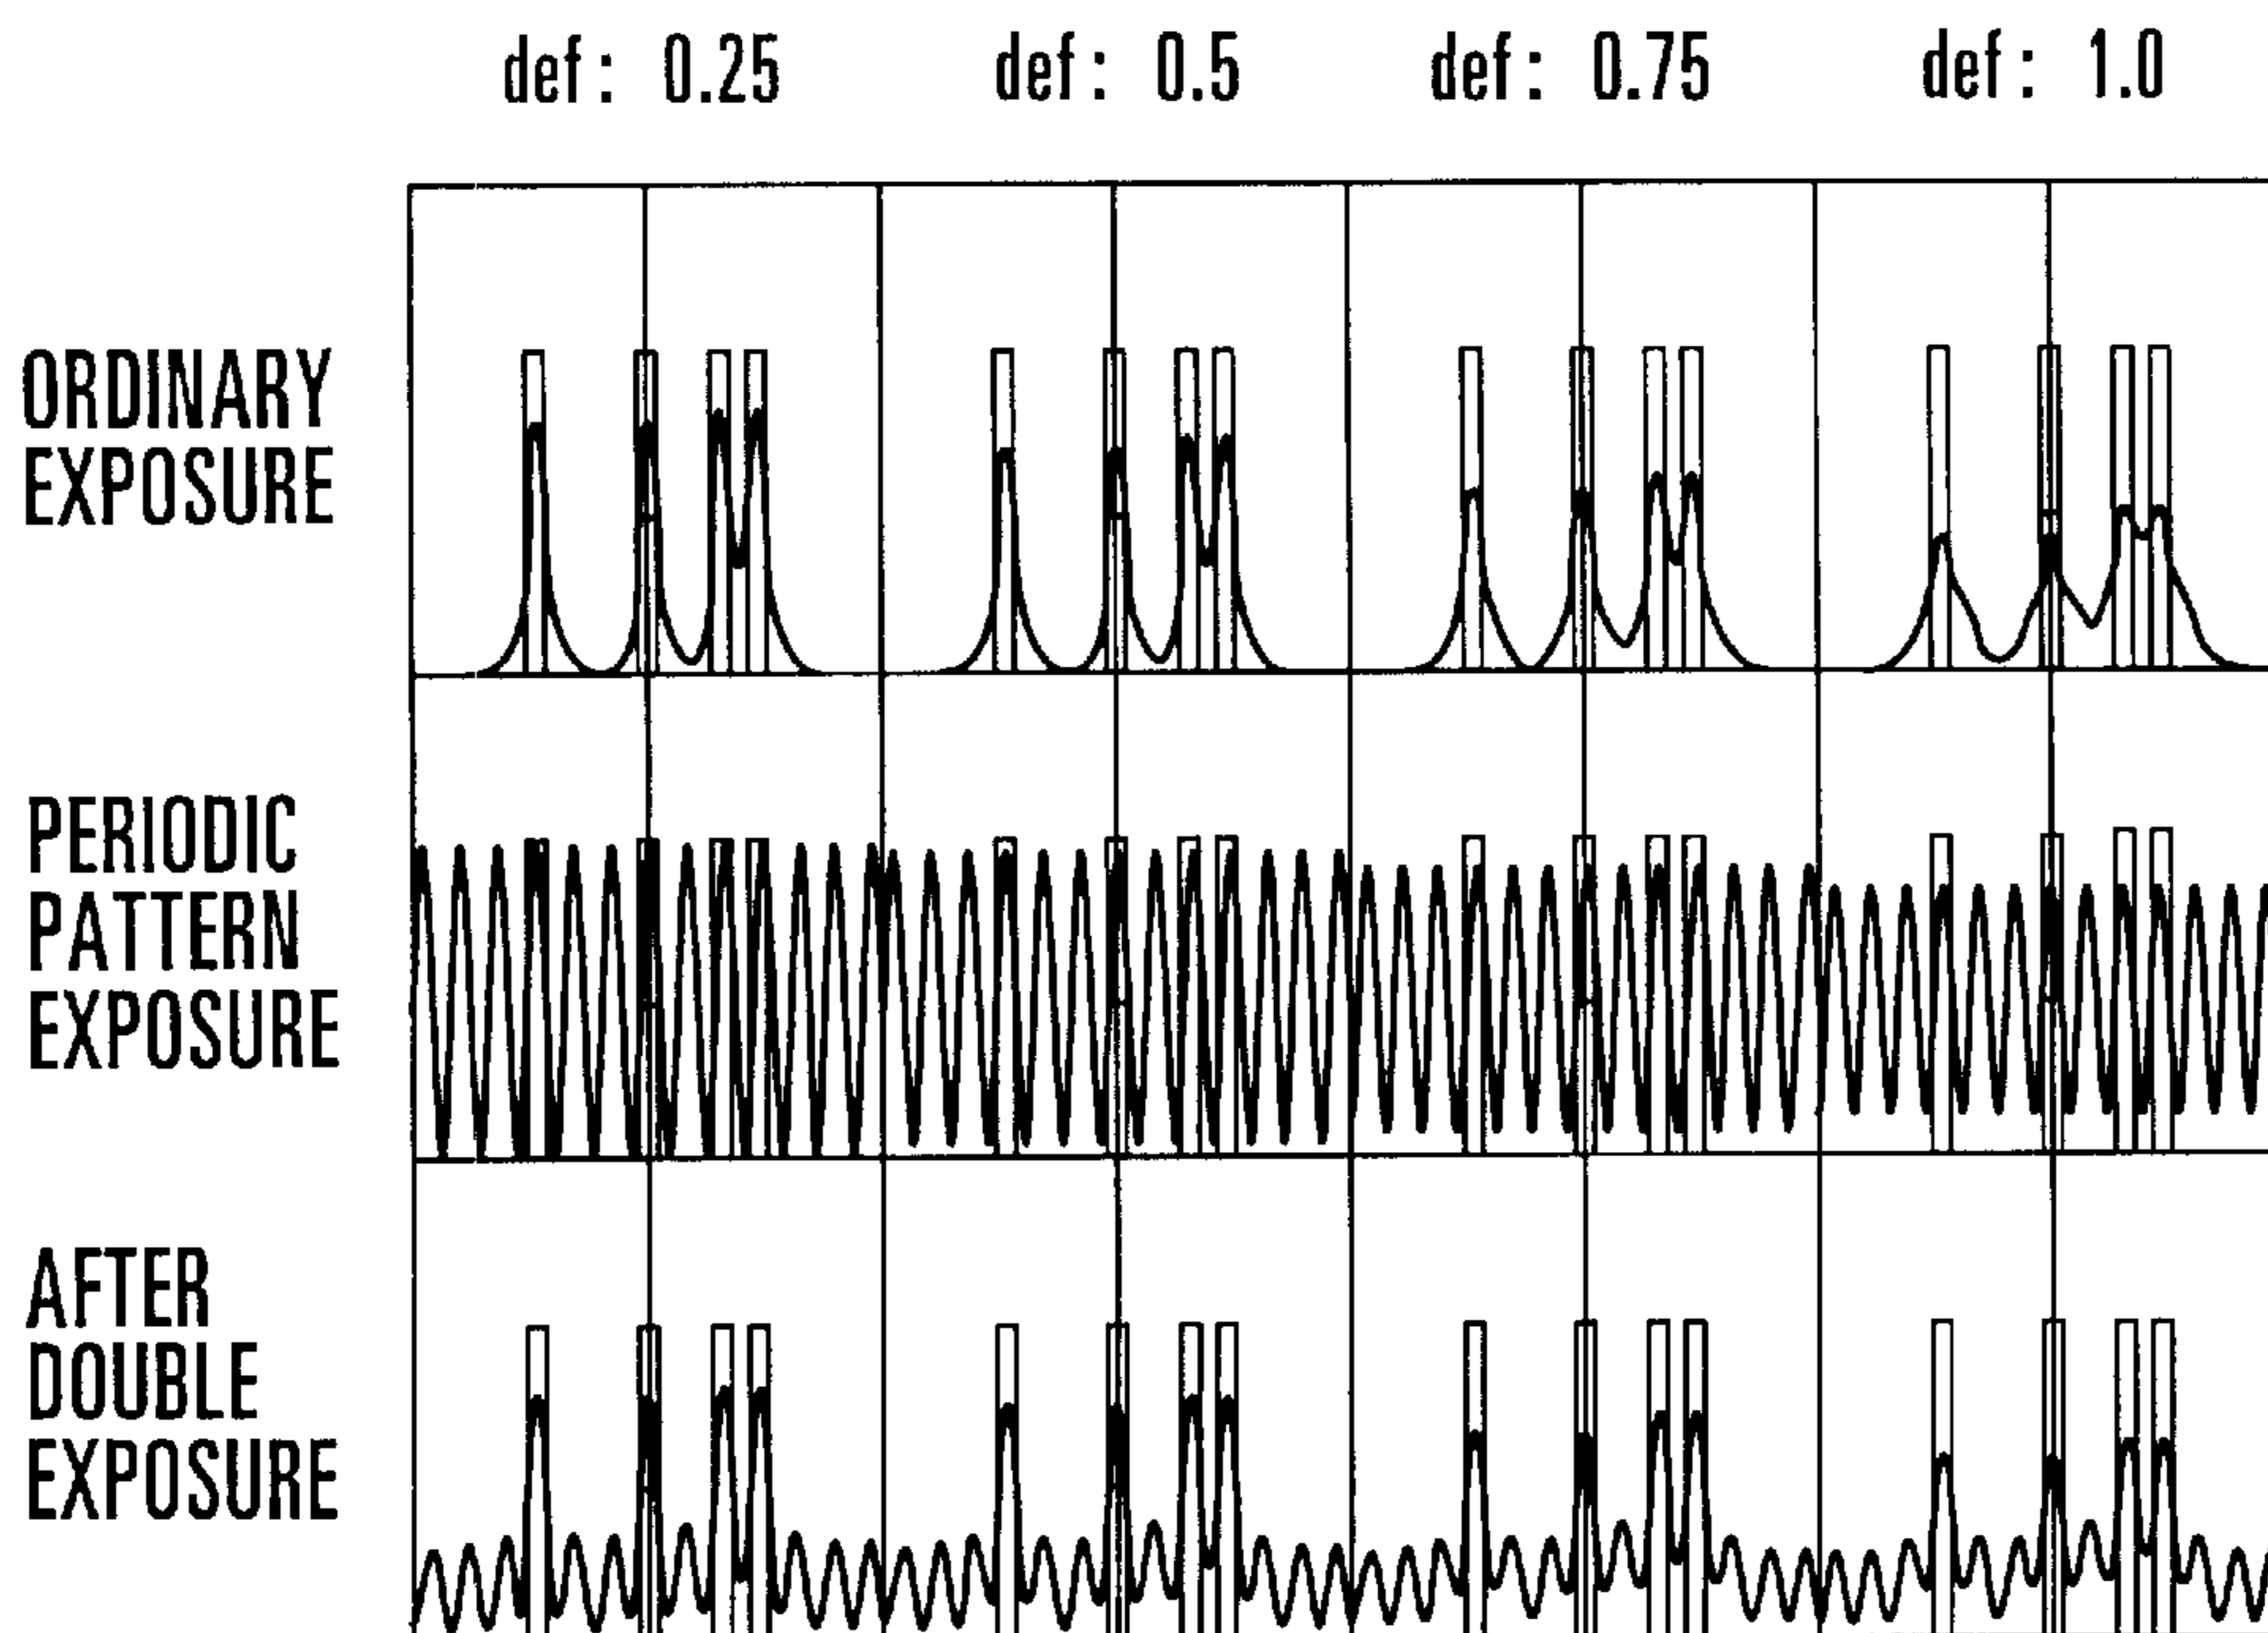 def: 0.25 def: 0.5 def: 0.75 def: 1.0
ORDINARY
EXPOSURE
PERIODIC
PATTERN
EXPOSURE
AFTER
DOUBLE
EXPOSURE